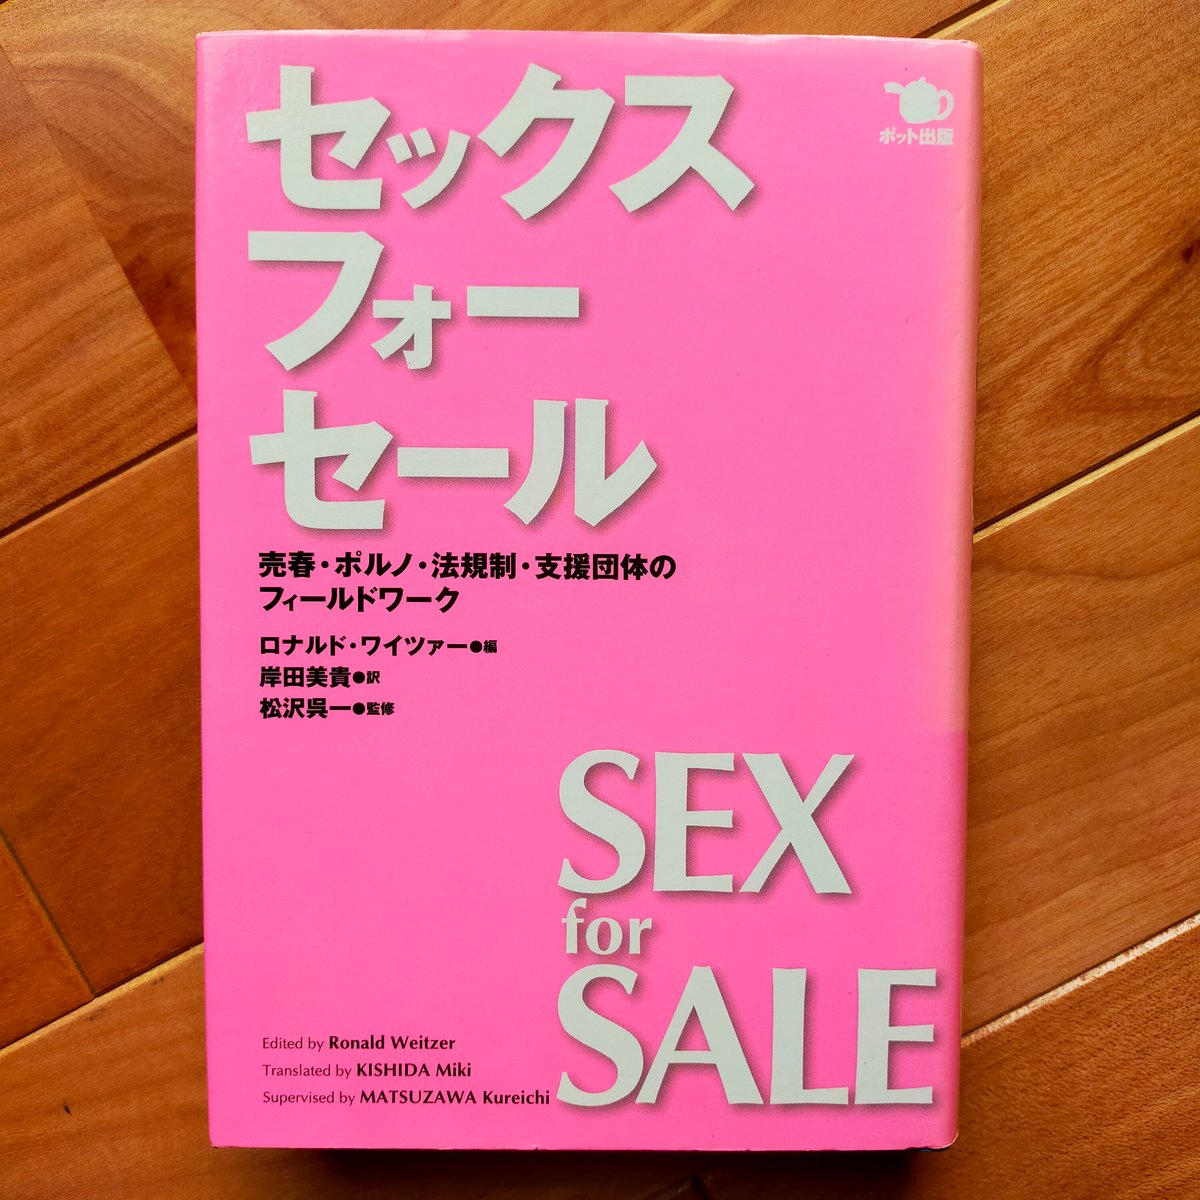 セックス
フォー
セール
ポット出版
売春・ポルノ・法規制・支援団体の
フィールドワーク
ロナルド・ワイツァー●編
岸田美貴●訳
松沢呉一●監修
SEX
for
SALE
Edited by Ronald Weitzer
Translated by KISHIDA Miki
Supervised by MATSUZAWA Kureichi